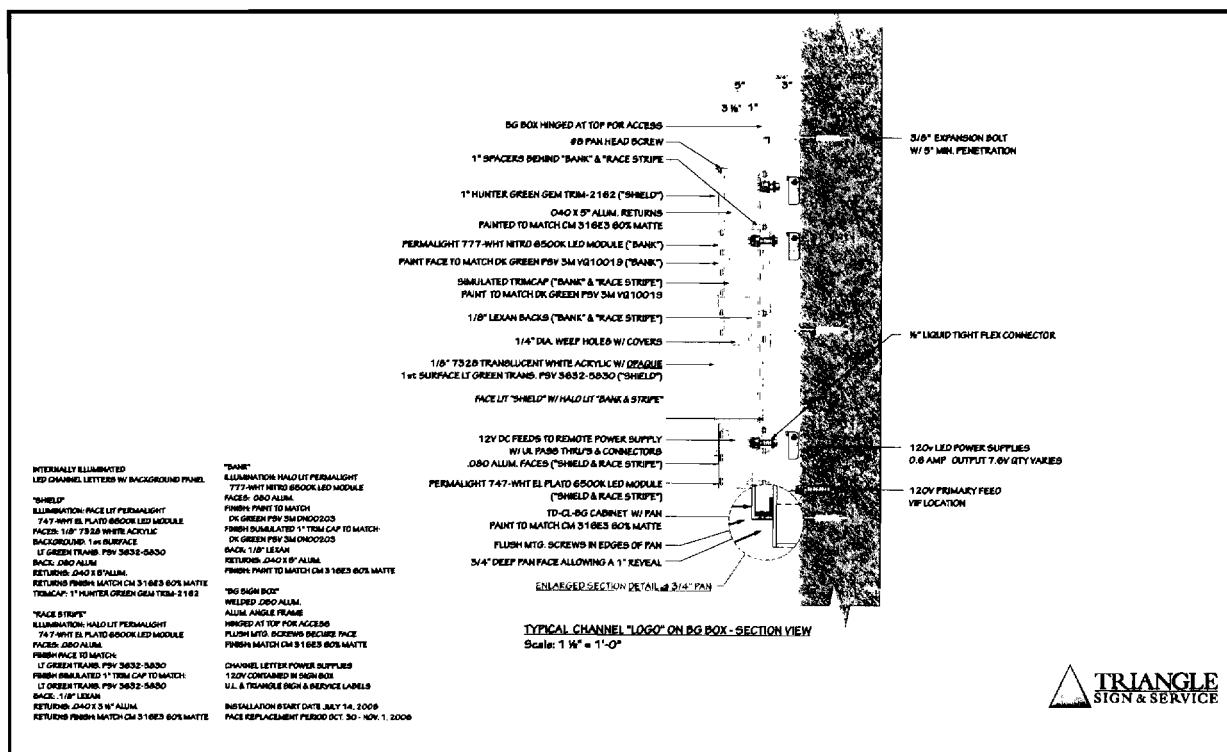 5"
3/4"
3"
3 ½" 1"
BG BOX HINGED AT TOP FOR ACCESS
#8 PAN HEAD SCREW
1" SPACERS BEHIND "BANK" & "RACE STRIPE
1" HUNTER GREEN GEM TRIM-2162 ("SHIELD")
.040 X 5" ALUM. RETURNS
PAINTED TO MATCH CM 316E3 60% MATTE
PERMALIGHT 777-WHT NITRO 6500K LED MODULE ("BANK")
PAINT FACE TO MATCH DK GREEN PSV 3M VQ10019 ("BANK")
SIMULATED TRIMCAP ("BANK" & "RACE STRIPE")
PAINT TO MATCH DK GREEN PSV 3M VQ10019
1/8" LEXAN BACKS ("BANK" & "RACE STRIPE")
1/4" DIA. WEEP HOLES W/ COVERS
1/8" 7328 TRANSLUCENT WHITE ACRYLIC W/ OPAQUE
1st SURFACE LT GREEN TRANS. PSV 3632-5830 ("SHIELD")
FACE LIT "SHIELD" W/ HALO LIT "BANK & STRIPE"
12V DC FEEDS TO REMOTE POWER SUPPLY
W/ UL PASS THRU'S & CONNECTORS
.080 ALUM. FACES ("SHIELD & RACE STRIPE")
PERMALIGHT 747-WHT EL PLATO 6500K LED MODULE
("SHIELD & RACE STRIPE")
TD-CL-BG CABINET W/ PAN
PAINT TO MATCH CM 316E3 60% MATTE
FLUSH MTG. SCREWS IN EDGES OF PAN
3/4" DEEP PAN FACE ALLOWING A 1" REVEAL
ENLARGED SECTION DETAIL @ 3/4" PAN
3/8" EXPANSION BOLT
W/ 5" MIN. PENETRATION
½" LIQUID TIGHT FLEX CONNECTOR
120v LED POWER SUPPLIES
0.6 AMP OUTPUT 7.6V QTY VARIES
120V PRIMARY FEED
VIF LOCATION
TYPICAL CHANNEL "LOGO" ON BG BOX - SECTION VIEW
Scale: 1 ½" = 1'-0"
INTERNALLY ILLUMINATED
LED CHANNEL LETTERS W/ BACKGROUND PANEL
"SHIELD"
ILLUMINATION: FACE LIT PERMALIGHT
747-WHT EL PLATO 6500K LED MODULE
FACES: 1/8" 7328 WHITE ACRYLIC
BACKGROUND: 1st SURFACE
LT GREEN TRANS. PSV 3632-5830
BACK: .080 ALUM
RETURNS: .040 X 5" ALUM.
RETURNS FINISH: MATCH CM 316E3 60% MATTE
TRIMCAP: 1" HUNTER GREEN GEM TRIM-2162
"RACE STRIPE"
ILLUMINATION: HALO LIT PERMALIGHT
747-WHT EL PLATO 6500K LED MODULE
FACES: .080 ALUM.
FINISH FACE TO MATCH:
LT GREEN TRANS. PSV 3632-5830
FINISH SIMULATED 1" TRIM CAP TO MATCH:
LT GREEN TRANS. PSV 3632-5830
BACK: .1/8" LEXAN
RETURNS: .040 X 3 ½" ALUM.
RETURNS FINISH: MATCH CM 316E3 60% MATTE
"BANK"
ILLUMINATION: HALO LIT PERMALIGHT
777-WHT NITRO 6500K LED MODULE
FACES: .080 ALUM.
FINISH: PAINT TO MATCH
DK GREEN PSV 3M DN00203
FINISH SUMULATED 1" TRIM CAP TO MATCH:
DK GREEN PSV 3M DN00203
BACK: 1/8" LEXAN
RETURNS: .040 X 5" ALUM.
FINISH: PAINT TO MATCH CM 316E3 60% MATTE
"BG SIGN BOX"
WELDED .080 ALUM.
ALUM. ANGLE FRAME
HINGED AT TOP FOR ACCESS
FLUSH MTG. SCREWS SECURE FACE
FINISH: MATCH CM 316E3 60% MATTE
CHANNEL LETTER POWER SUPPLIES
120V CONTAINED IN SIGN BOX
U.L. & TRIANGLE SIGN & SERVICE LABELS
INSTALLATION START DATE JULY 14, 2006
FACE REPLACEMENT PERIOD OCT. 30 - NOV. 1, 2006
TRIANGLE
SIGN & SERVICE